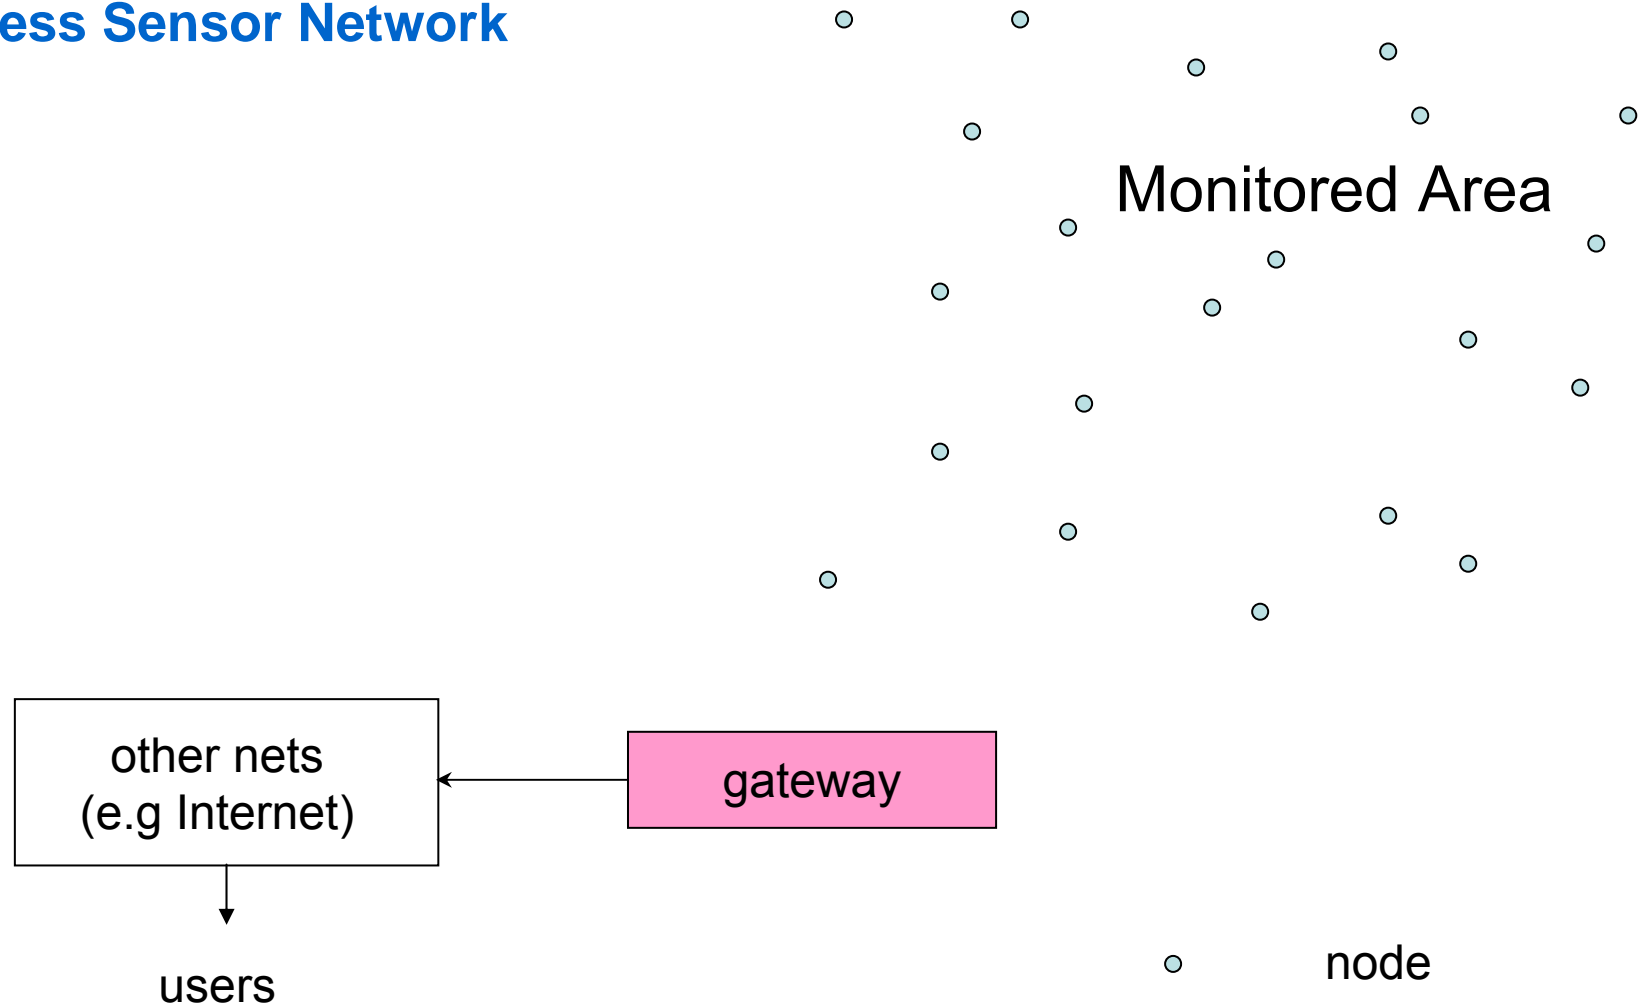 ess Sensor Network
Monitored Area
other nets
(e.g Internet)
gateway
users
node